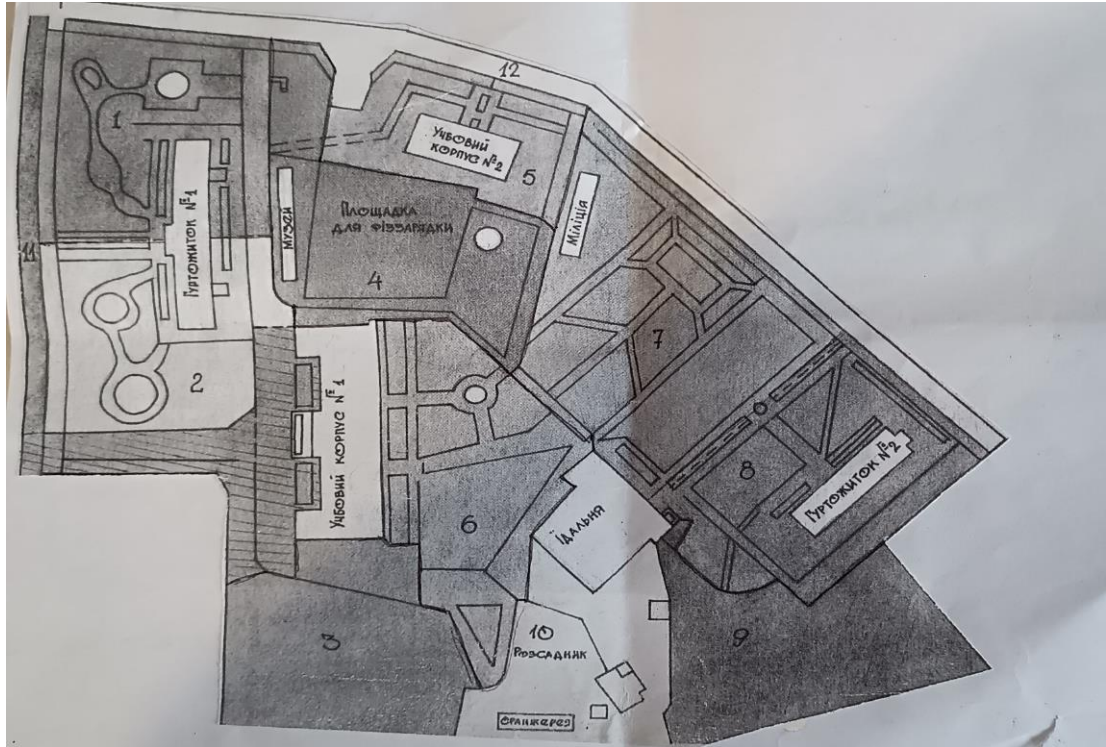 12
1
Учбовий
корпус №2
5
Гуртожиток №1
музей
Площадка
для фіззарядки
Міліція
11
4
7
2
Учбовий корпус №1
8
Гуртожиток №2
6
Їдальня
3
10
Розсадник
9
Оранжерея